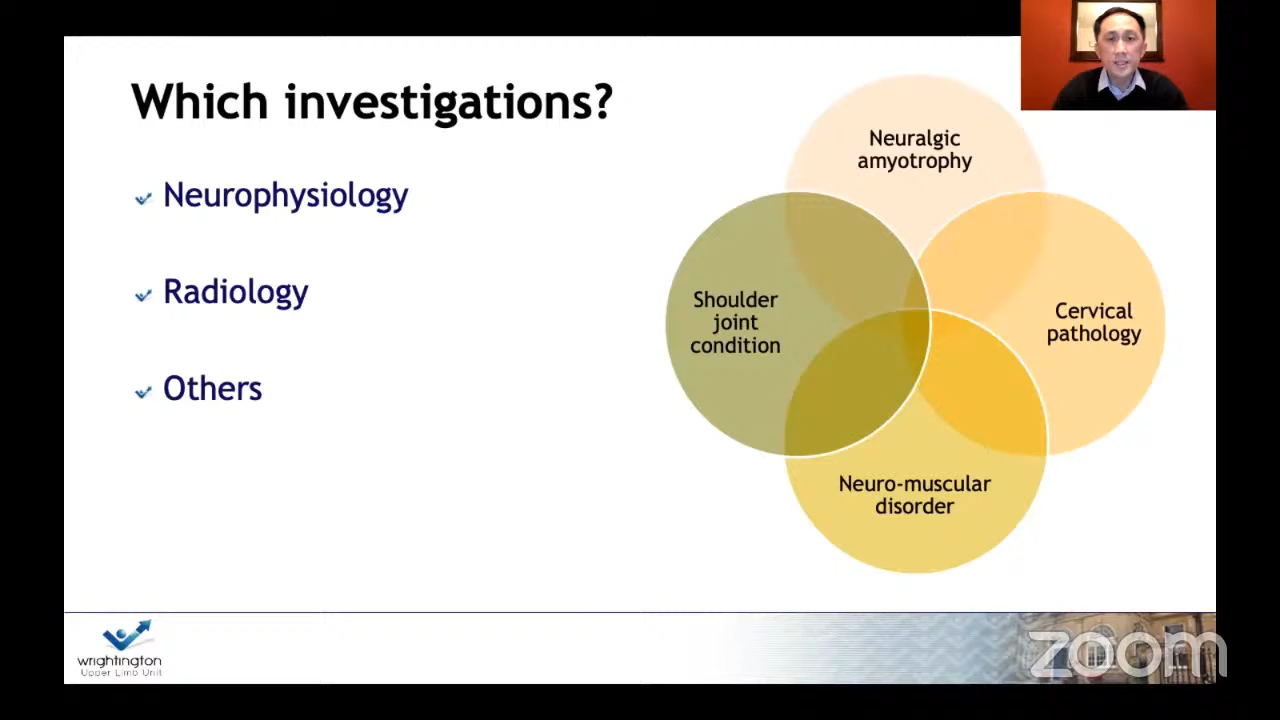 Which investigations?
Neurophysiology
Radiology
Others
Neuralgic
amyotrophy
Shoulder
joint
condition
Cervical
pathology
Neuro-muscular
disorder
wrightington
Upper Limb Unit
zoom